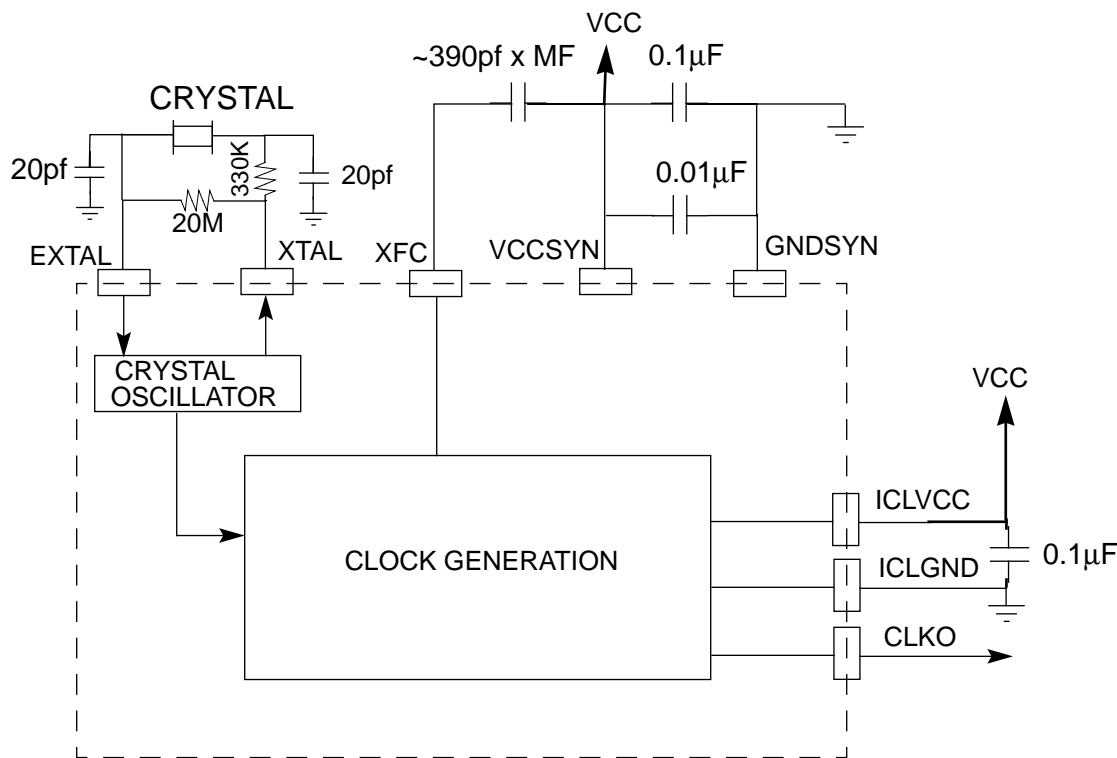 VCC
~390pf x MF
0.1μF
CRYSTAL
20pf
330K
20pf
20M
0.01μF
EXTAL
XTAL
XFC
VCCSYN
GNDSYN
CRYSTAL
OSCILLATOR
VCC
ICLVCC
CLOCK GENERATION
0.1μF
ICLGND
CLKO